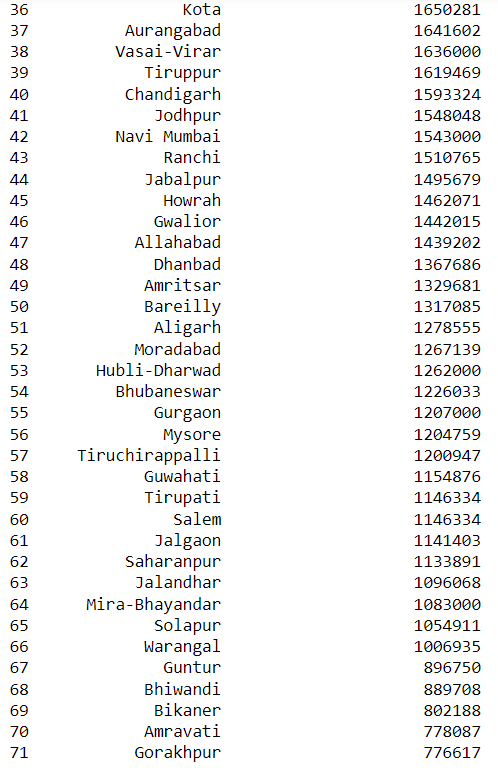 36 Kota 1650281
37 Aurangabad 1641602
38 Vasai-Virar 1636000
39 Tiruppur 1619469
40 Chandigarh 1593324
41 Jodhpur 1548048
42 Navi Mumbai 1543000
43 Ranchi 1510765
44 Jabalpur 1495679
45 Howrah 1462071
46 Gwalior 1442015
47 Allahabad 1439202
48 Dhanbad 1367686
49 Amritsar 1329681
50 Bareilly 1317085
51 Aligarh 1278555
52 Moradabad 1267139
53 Hubli-Dharwad 1262000
54 Bhubaneswar 1226033
55 Gurgaon 1207000
56 Mysore 1204759
57 Tiruchirappalli 1200947
58 Guwahati 1154876
59 Tirupati 1146334
60 Salem 1146334
61 Jalgaon 1141403
62 Saharanpur 1133891
63 Jalandhar 1096068
64 Mira-Bhayandar 1083000
65 Solapur 1054911
66 Warangal 1006935
67 Guntur 896750
68 Bhiwandi 889708
69 Bikaner 802188
70 Amravati 778087
71 Gorakhpur 776617